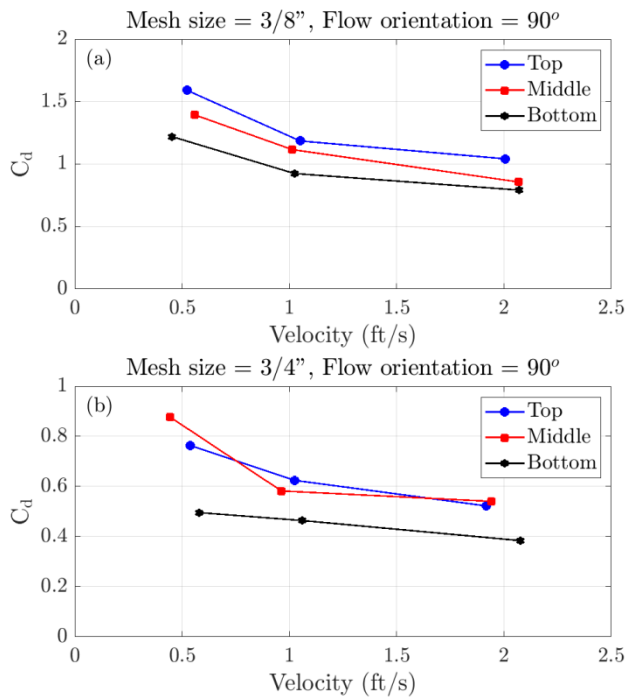 Mesh size = 3/8”, Flow orientation = 90°
2
(a)
Top
Middle
Bottom
1.5
1
0.5
0
C_d
0 0.5 1 1.5 2 2.5
Velocity (ft/s)
Mesh size = 3/4”, Flow orientation = 90°
1
(b)
Top
Middle
Bottom
0.8
0.6
0.4
0.2
0
C_d
0 0.5 1 1.5 2 2.5
Velocity (ft/s)